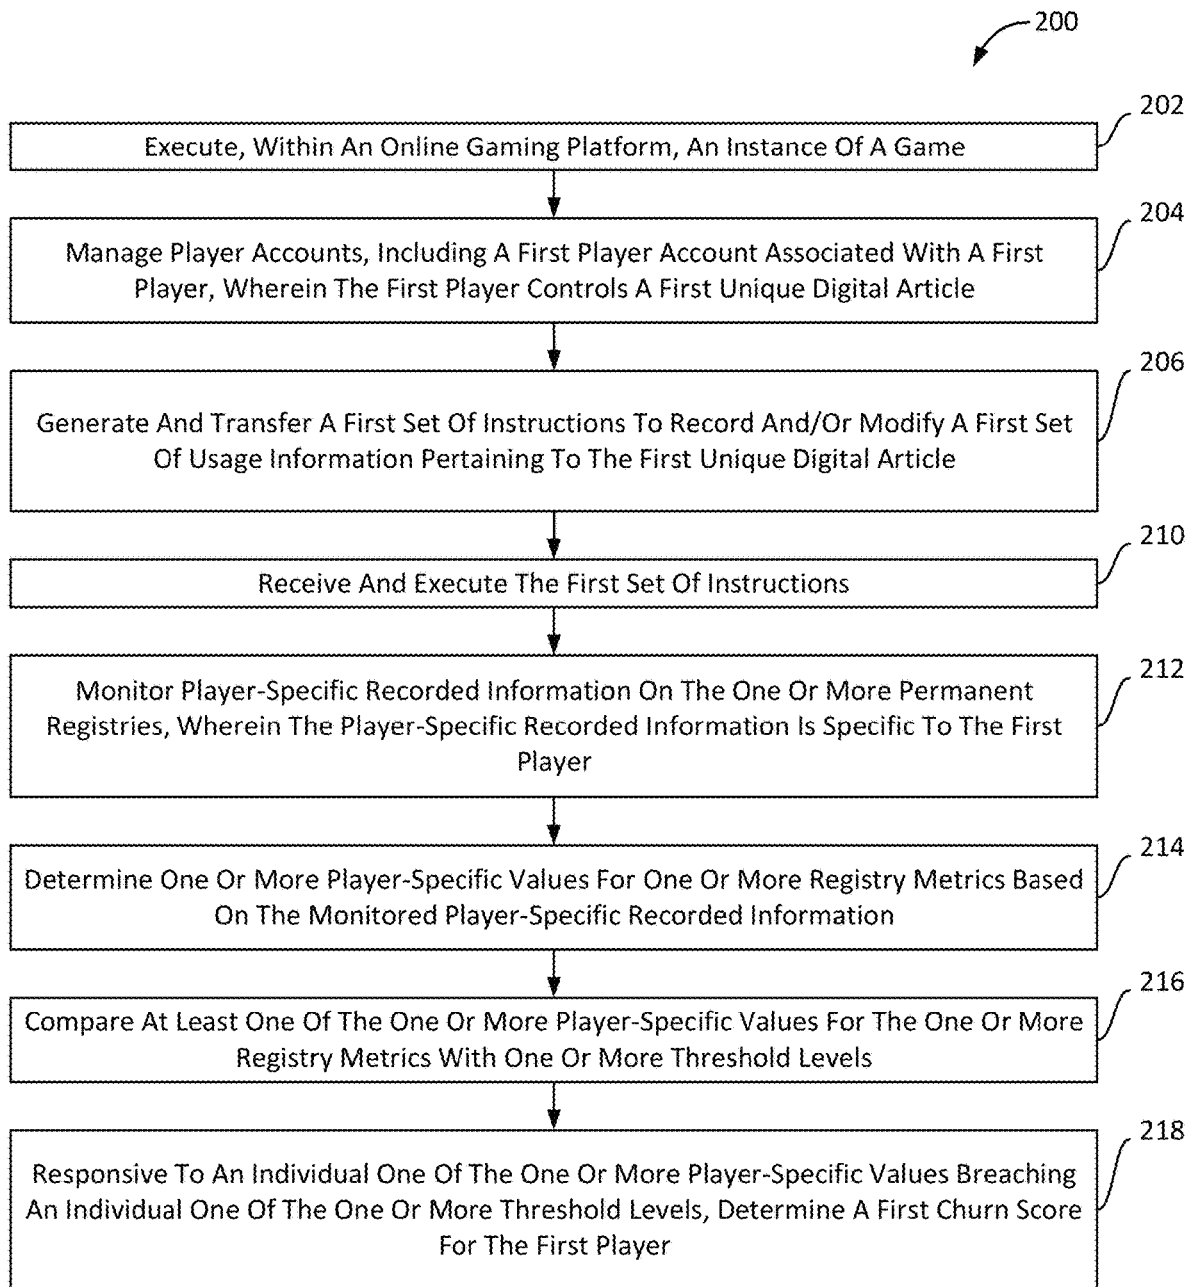 200
202
Execute, Within An Online Gaming Platform, An Instance Of A Game
204
Manage Player Accounts, Including A First Player Account Associated With A First
Player, Wherein The First Player Controls A First Unique Digital Article
206
Generate And Transfer A First Set Of Instructions To Record And/Or Modify A First Set
Of Usage Information Pertaining To The First Unique Digital Article
210
Receive And Execute The First Set Of Instructions
212
Monitor Player-Specific Recorded Information On The One Or More Permanent
Registries, Wherein The Player-Specific Recorded Information Is Specific To The First
Player
214
Determine One Or More Player-Specific Values For One Or More Registry Metrics Based
On The Monitored Player-Specific Recorded Information
216
Compare At Least One Of The One Or More Player-Specific Values For The One Or More
Registry Metrics With One Or More Threshold Levels
218
Responsive To An Individual One Of The One Or More Player-Specific Values Breaching
An Individual One Of The One Or More Threshold Levels, Determine A First Churn Score
For The First Player